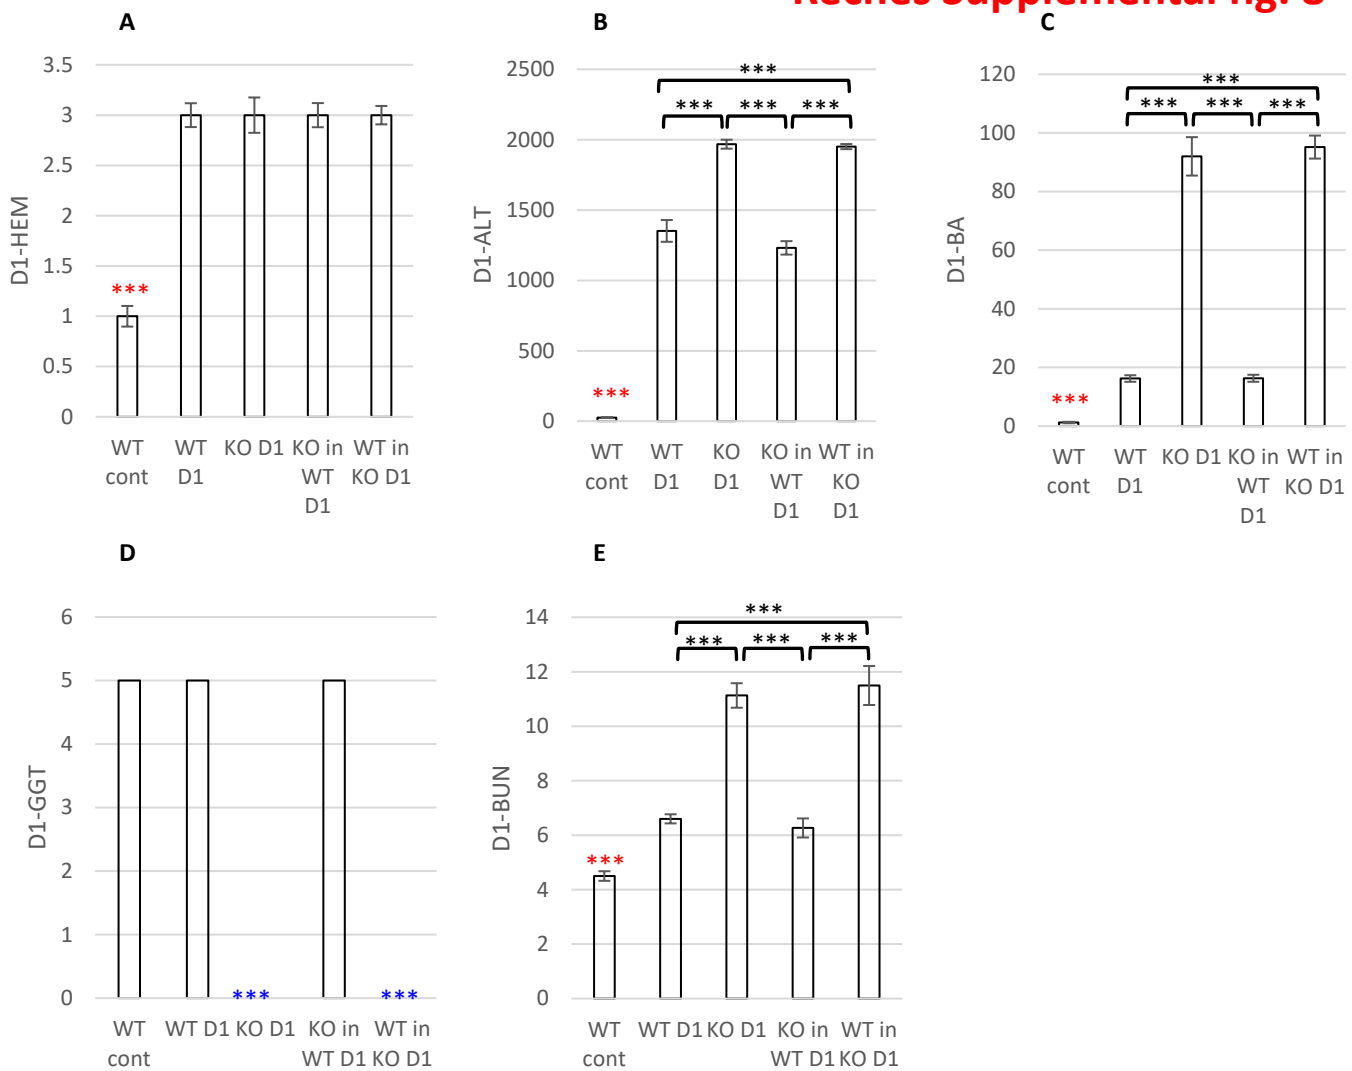 A
B
C
D1-HEM
3.5
3
2.5
2
1.5
1
0.5
0
***
WT cont
WT D1
KO D1
KO in WT D1
WT in KO D1
D1-ALT
2500
2000
1500
1000
500
0
***
***
***
***
***
WT cont
WT D1
KO D1
KO in WT D1
WT in KO D1
D1-BA
120
100
80
60
40
20
0
***
***
***
***
***
WT cont
WT D1
KO D1
KO in WT D1
WT in KO D1
D
E
D1-GGT
6
5
4
3
2
1
0
***
***
WT cont
WT D1
KO D1
KO in WT D1
WT in KO D1
D1-BUN
14
12
10
8
6
4
2
0
***
***
***
***
***
WT cont
WT D1
KO D1
KO in WT D1
WT in KO D1